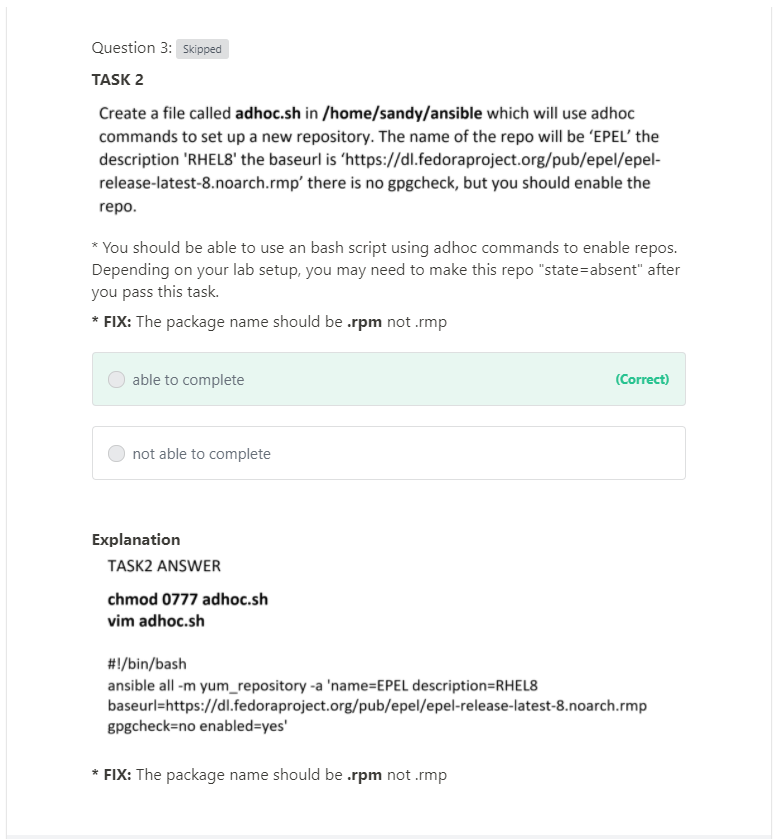 Question 3: Skipped
TASK 2
Create a file called adhoc.sh in /home/sandy/ansible which will use adhoc
commands to set up a new repository. The name of the repo will be ‘EPEL’ the
description 'RHEL8' the baseurl is ‘https://dl.fedoraproject.org/pub/epel/epel-
release-latest-8.noarch.rmp’ there is no gpgcheck, but you should enable the
repo.
* You should be able to use an bash script using adhoc commands to enable repos.
Depending on your lab setup, you may need to make this repo "state=absent" after
you pass this task.
* FIX: The package name should be .rpm not .rmp
able to complete (Correct)
not able to complete
Explanation
TASK2 ANSWER
chmod 0777 adhoc.sh
vim adhoc.sh
#!/bin/bash
ansible all -m yum_repository -a 'name=EPEL description=RHEL8
baseurl=https://dl.fedoraproject.org/pub/epel/epel-release-latest-8.noarch.rmp
gpgcheck=no enabled=yes'
* FIX: The package name should be .rpm not .rmp